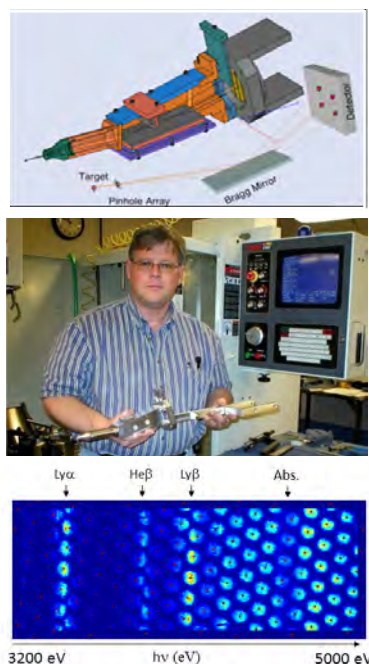 Target
Pinhole Array
Bragg Mirror
Detector
Lyα
Heβ
Lyβ
Abs.
3200 eV
hν (eV)
5000 eV